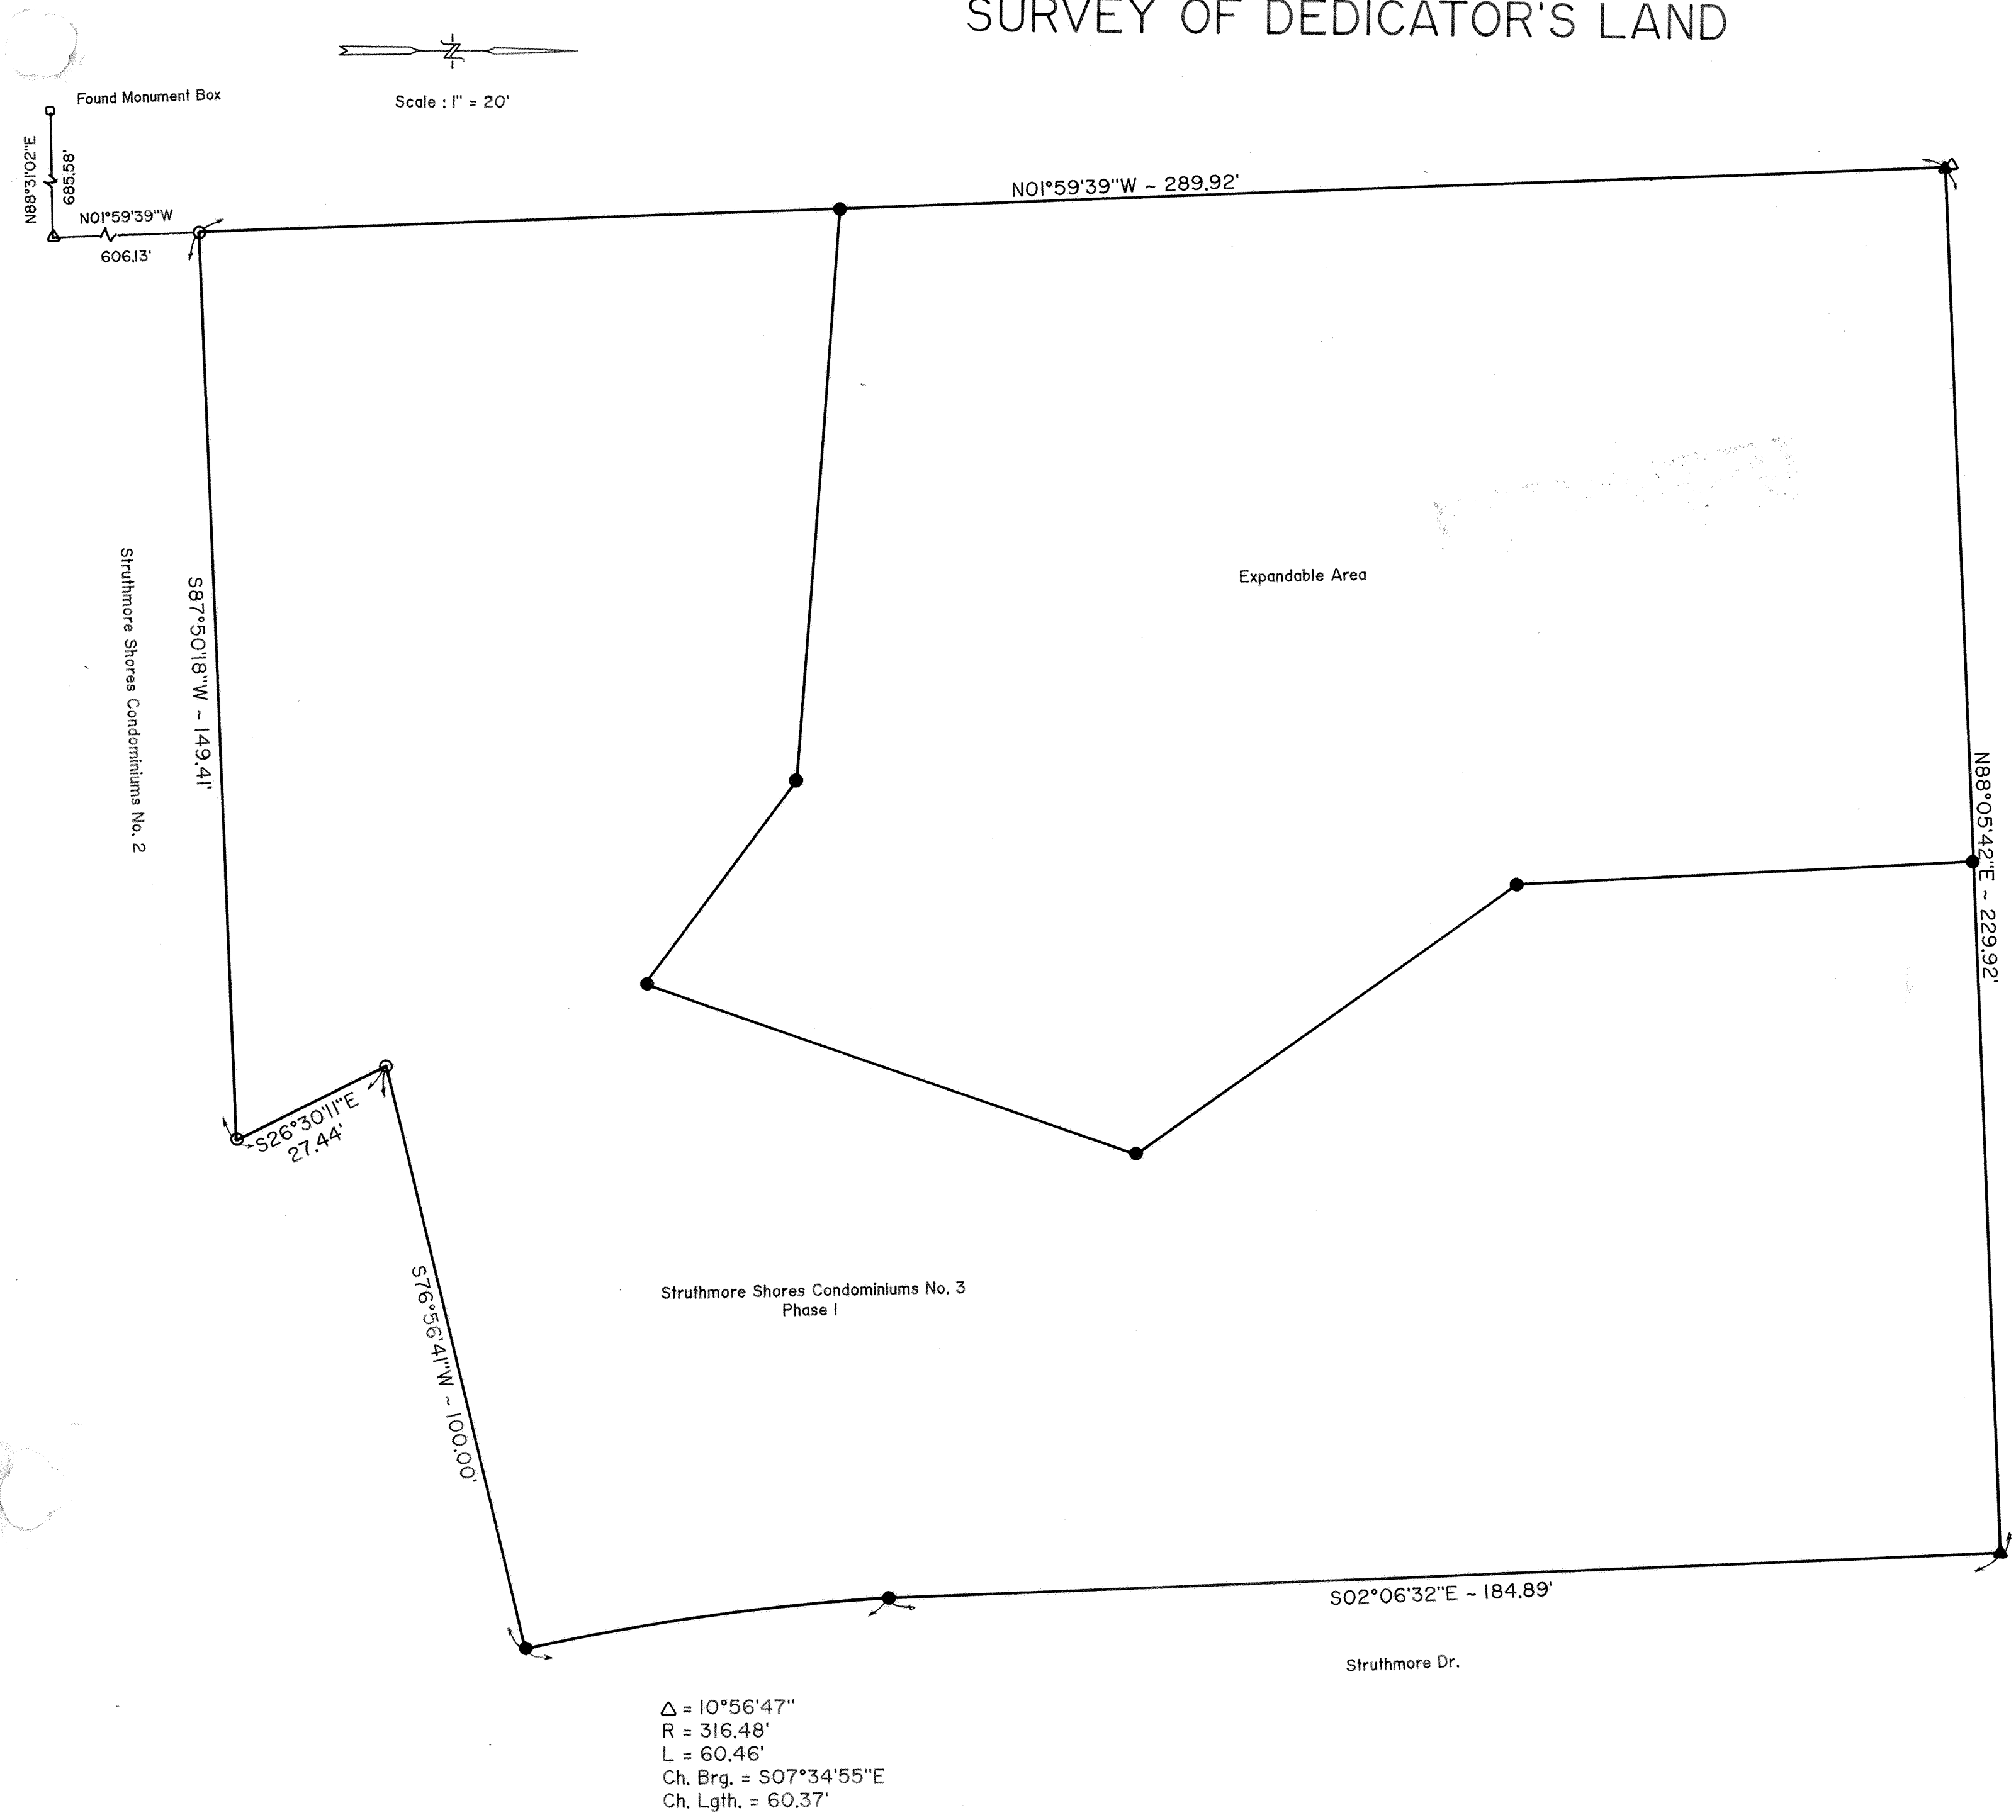 SURVEY OF DEDICATOR'S LAND
Z
Found Monument Box
Scale : 1" = 20'
N88°31'02"E
685.58'
N01°59'39"W
606.13'
N01°59'39"W ~ 289.92'
Struthmore Shores Condominiums No. 2
S87°50'18"W ~ 149.41'
Expandable Area
N88°05'42"E ~ 229.92'
S26°30'11"E
27.44'
S76°56'41"W ~ 100.00'
Struthmore Shores Condominiums No. 3
Phase I
S02°06'32"E ~ 184.89'
Struthmore Dr.
Δ = 10°56'47"
R = 316.48'
L = 60.46'
Ch. Brg. = S07°34'55"E
Ch. Lgth. = 60.37'